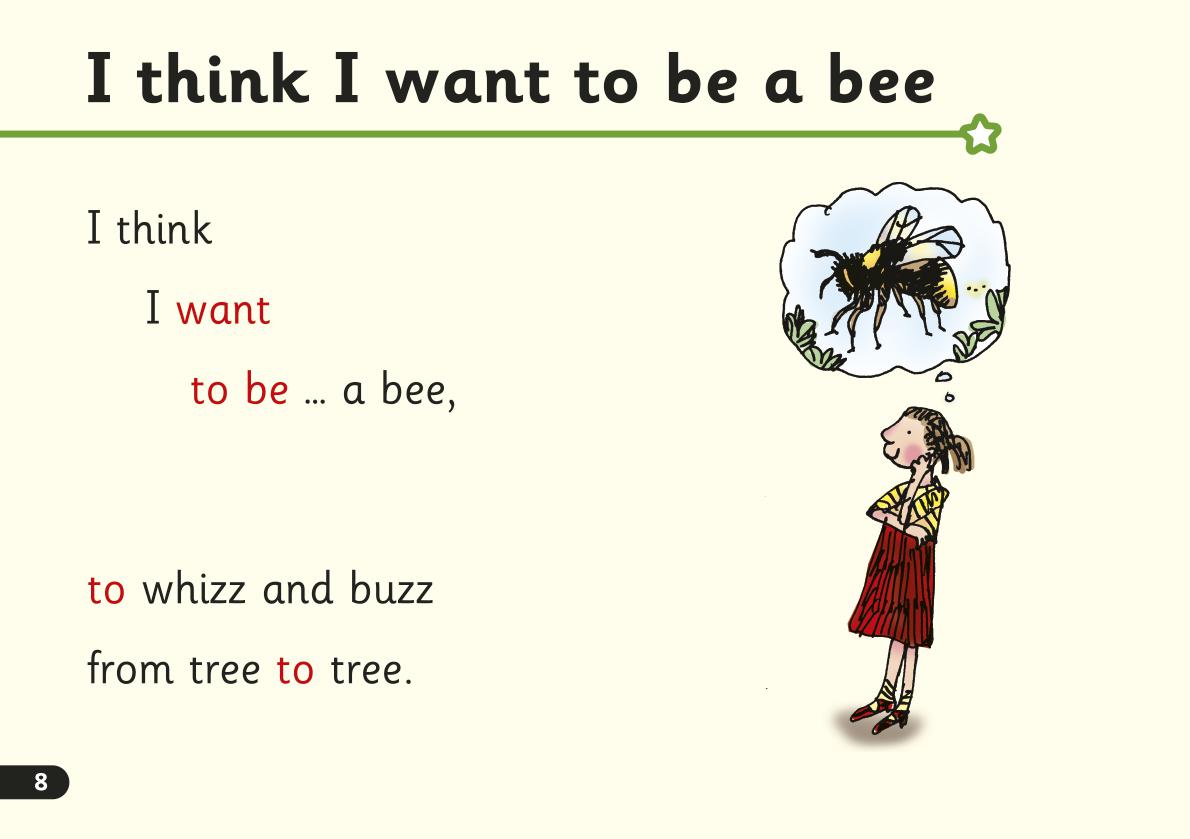 I think I want to be a bee
I think
I want
to be ... a bee,
to whizz and buzz
from tree to tree.
8